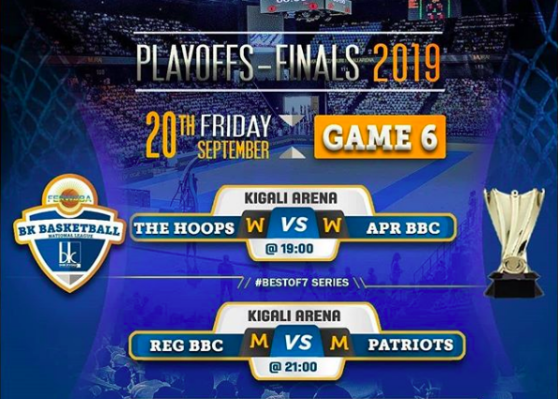 PLAYOFFS-FINALS 2019
20TH FRIDAY SEPTEMBER
GAME 6
FERWABA
BK BASKETBALL
NATIONAL LEAGUE
bk
KIGALI ARENA
THE HOOPS W VS W APR BBC
@ 19:00
// #BESTOF7 SERIES \\
KIGALI ARENA
REG BBC M VS M PATRIOTS
@ 21:00